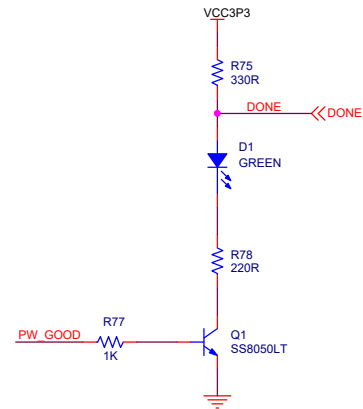 VCC3P3
R75
330R
DONE
DONE
D1
GREEN
R78
220R
R77
PW_GOOD
1K
Q1
SS8050LT